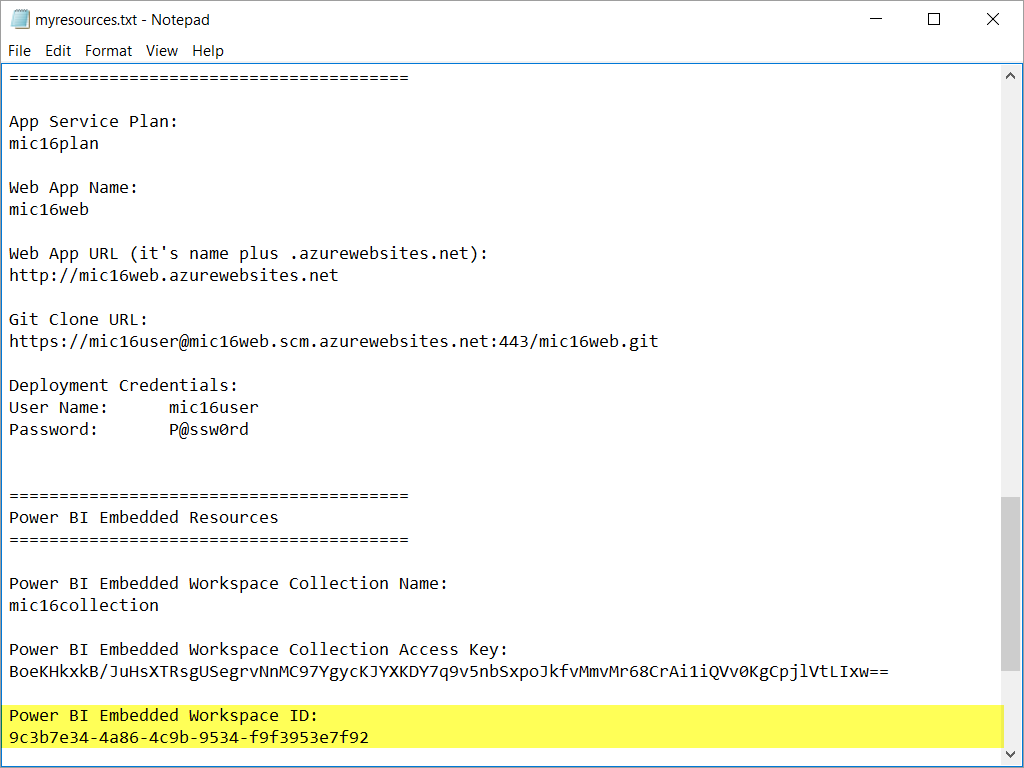 myresources.txt - Notepad
File Edit Format View Help
========================================
App Service Plan:
mic16plan
Web App Name:
mic16web
Web App URL (it's name plus .azurewebsites.net):
http://mic16web.azurewebsites.net
Git Clone URL:
https://mic16user@mic16web.scm.azurewebsites.net:443/mic16web.git
Deployment Credentials:
User Name: mic16user
Password: P@ssw0rd
========================================
Power BI Embedded Resources
========================================
Power BI Embedded Workspace Collection Name:
mic16collection
Power BI Embedded Workspace Collection Access Key:
BoeKHkxkB/JuHsXTRsgUSegrvNnMC97YgycKJYXKDY7q9v5nbSxpoJkfvMmvMr68CrAi1iQVv0KgCpjlVtLIxw==
Power BI Embedded Workspace ID:
9c3b7e34-4a86-4c9b-9534-f9f3953e7f92